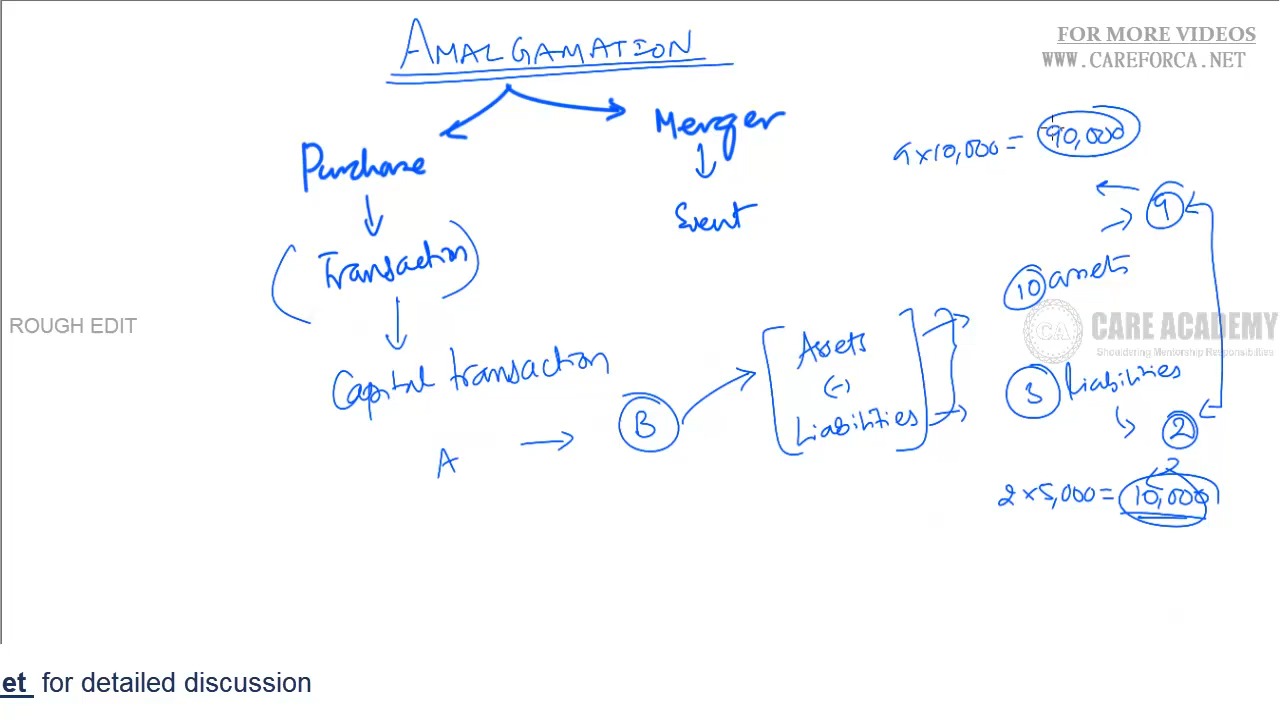 AMALGAMATION
FOR MORE VIDEOS
WWW.CAREFORCA.NET
Purchase
Merger
9 x 10,000 = 90,000
Transaction
Event
9
10 assets
ROUGH EDIT
CA CARE ACADEMY
Shouldering Mentorship Responsibilities
Capital transaction
Assets
(-)
Liabilities
3 Liabilities
A
B
2
2 x 5,000 = 10,000
et for detailed discussion